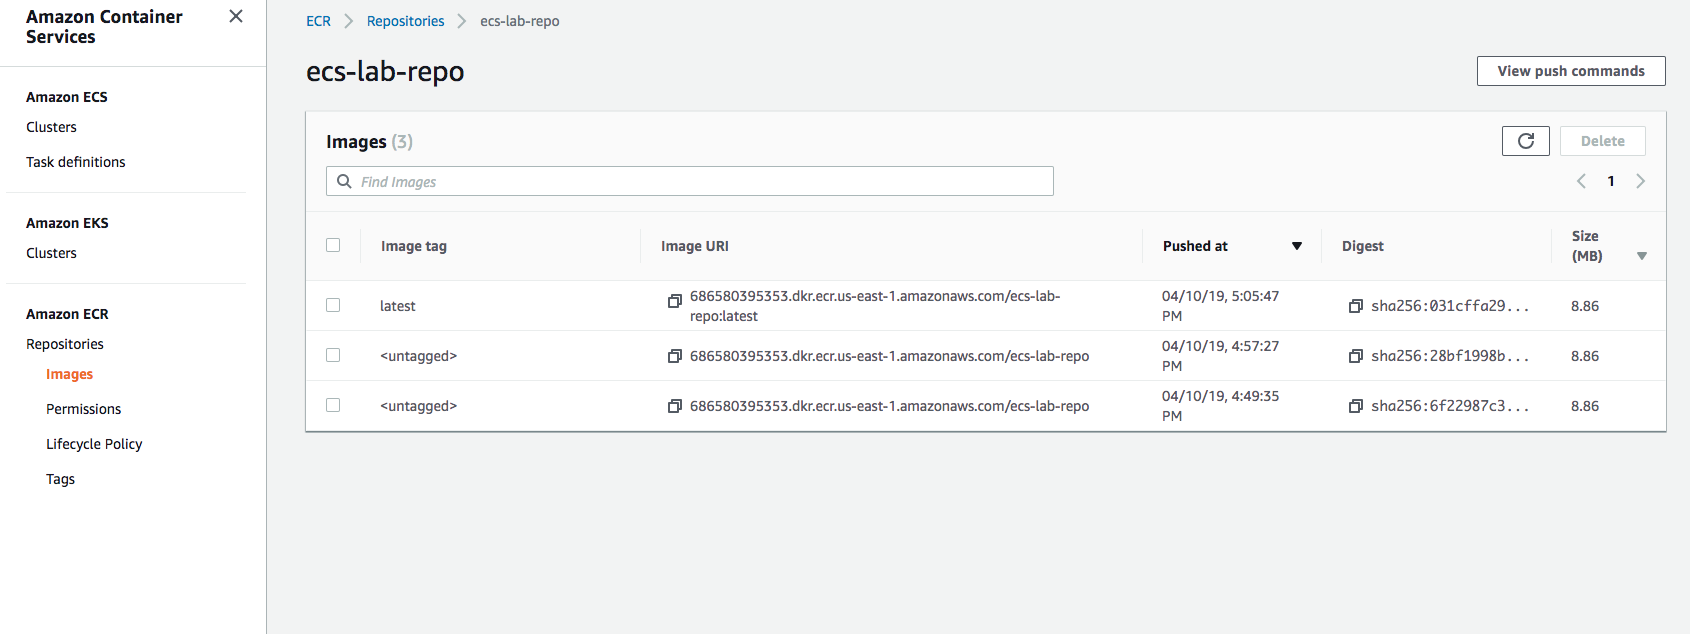 Amazon Container
Services
Amazon ECS
Clusters
Task definitions
Amazon EKS
Clusters
Amazon ECR
Repositories
Images
Permissions
Lifecycle Policy
Tags
ECR > Repositories > ecs-lab-repo
ecs-lab-repo
View push commands
Images (3)
Delete
Find Images
1
Image tag Image URI Pushed at Digest Size
(MB)
latest 686580395353.dkr.ecr.us-east-1.amazonaws.com/ecs-lab- 04/10/19, 5:05:47 sha256:031cffa29... 8.86
repo:latest PM
<untagged> 686580395353.dkr.ecr.us-east-1.amazonaws.com/ecs-lab-repo 04/10/19, 4:57:27 sha256:28bf1998b... 8.86
PM
<untagged> 686580395353.dkr.ecr.us-east-1.amazonaws.com/ecs-lab-repo 04/10/19, 4:49:35 sha256:6f22987c3... 8.86
PM